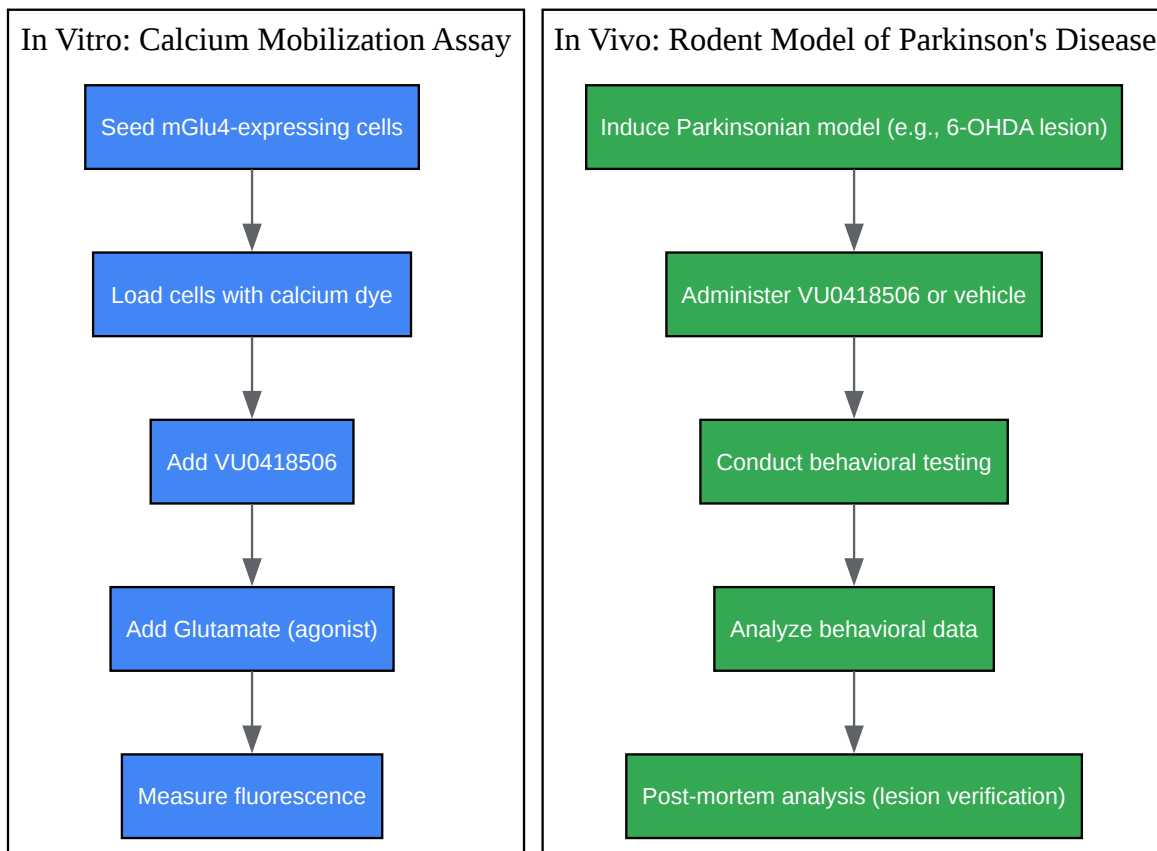 In Vitro: Calcium Mobilization Assay
Seed mGlu4-expressing cells
Load cells with calcium dye
Add VU0418506
Add Glutamate (agonist)
Measure fluorescence
In Vivo: Rodent Model of Parkinson's Disease
Induce Parkinsonian model (e.g., 6-OHDA lesion)
Administer VU0418506 or vehicle
Conduct behavioral testing
Analyze behavioral data
Post-mortem analysis (lesion verification)